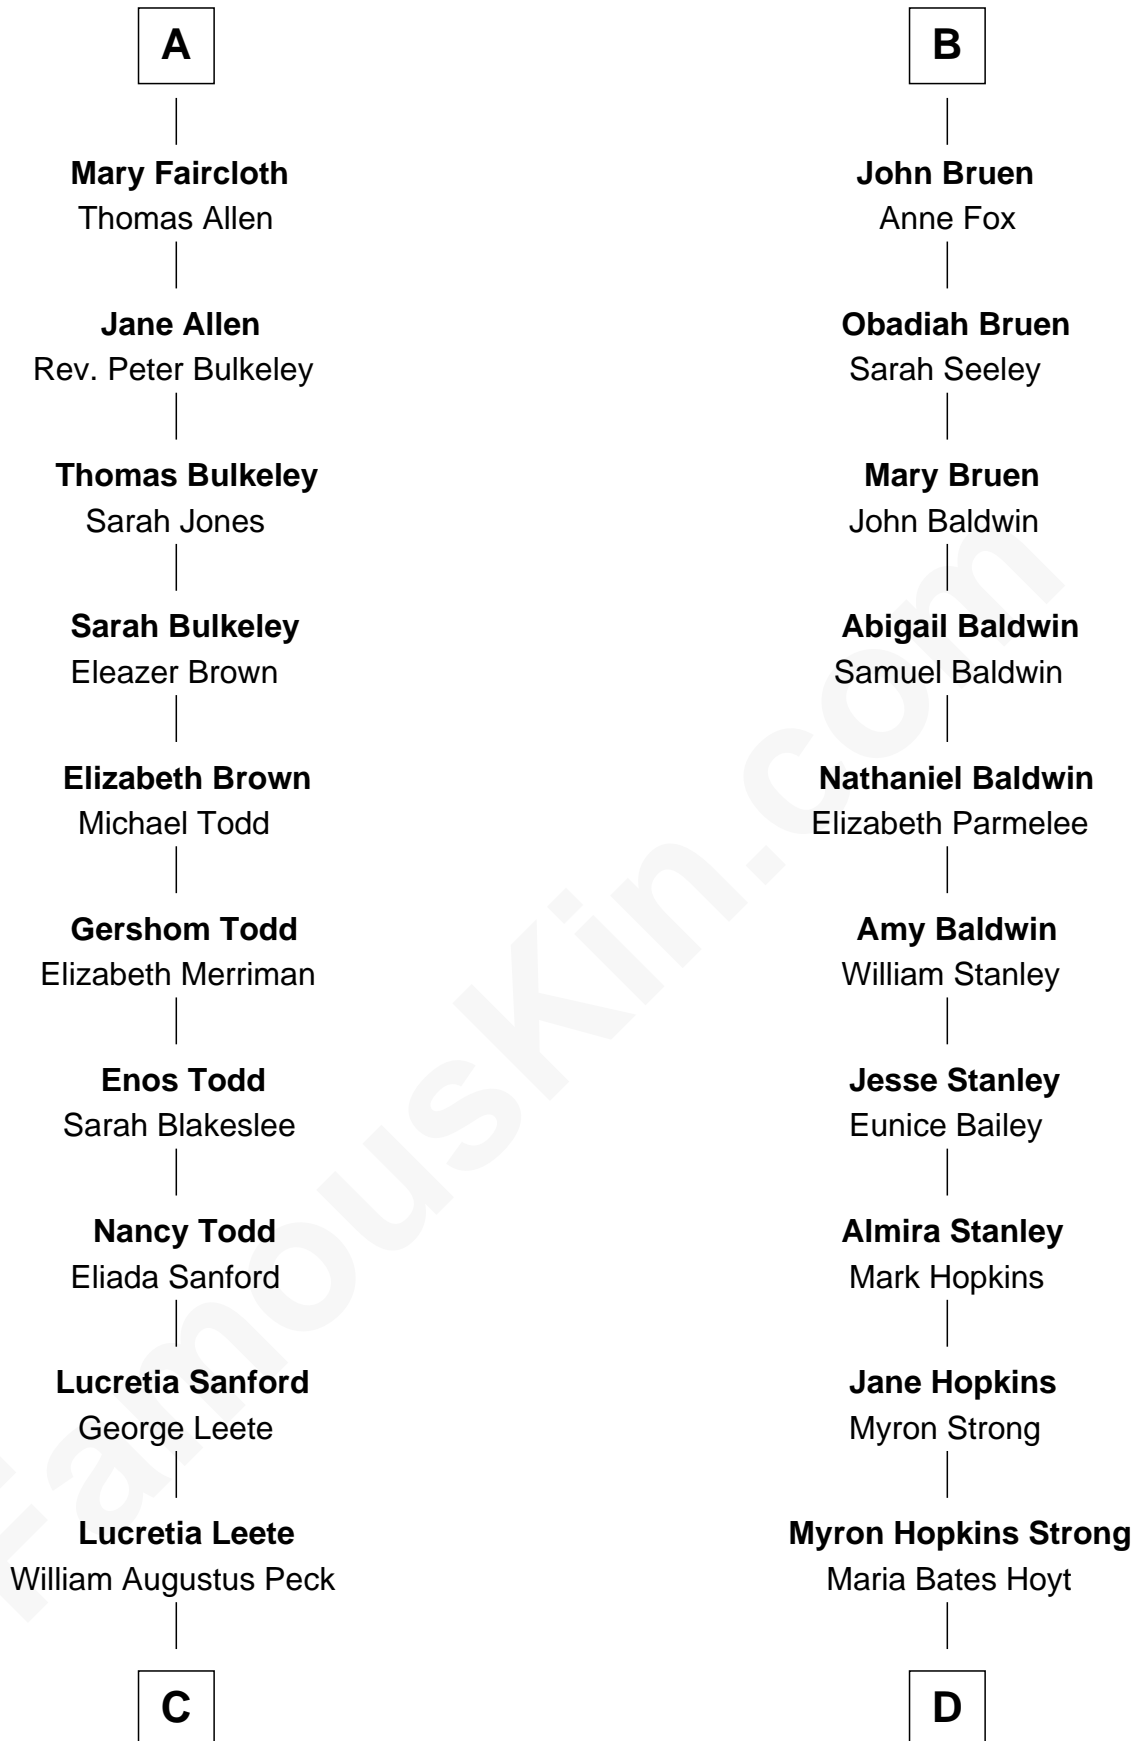 A
Mary Faircloth
Thomas Allen
Jane Allen
Rev. Peter Bulkeley
Thomas Bulkeley
Sarah Jones
Sarah Bulkeley
Eleazer Brown
Elizabeth Brown
Michael Todd
Gershom Todd
Elizabeth Merriman
Enos Todd
Sarah Blakeslee
Nancy Todd
Eliada Sanford
Lucretia Sanford
George Leete
Lucretia Leete
William Augustus Peck
C
B
John Bruen
Anne Fox
Obadiah Bruen
Sarah Seeley
Mary Bruen
John Baldwin
Abigail Baldwin
Samuel Baldwin
Nathaniel Baldwin
Elizabeth Parmelee
Amy Baldwin
William Stanley
Jesse Stanley
Eunice Bailey
Almira Stanley
Mark Hopkins
Jane Hopkins
Myron Strong
Myron Hopkins Strong
Maria Bates Hoyt
D
FamousKin.com